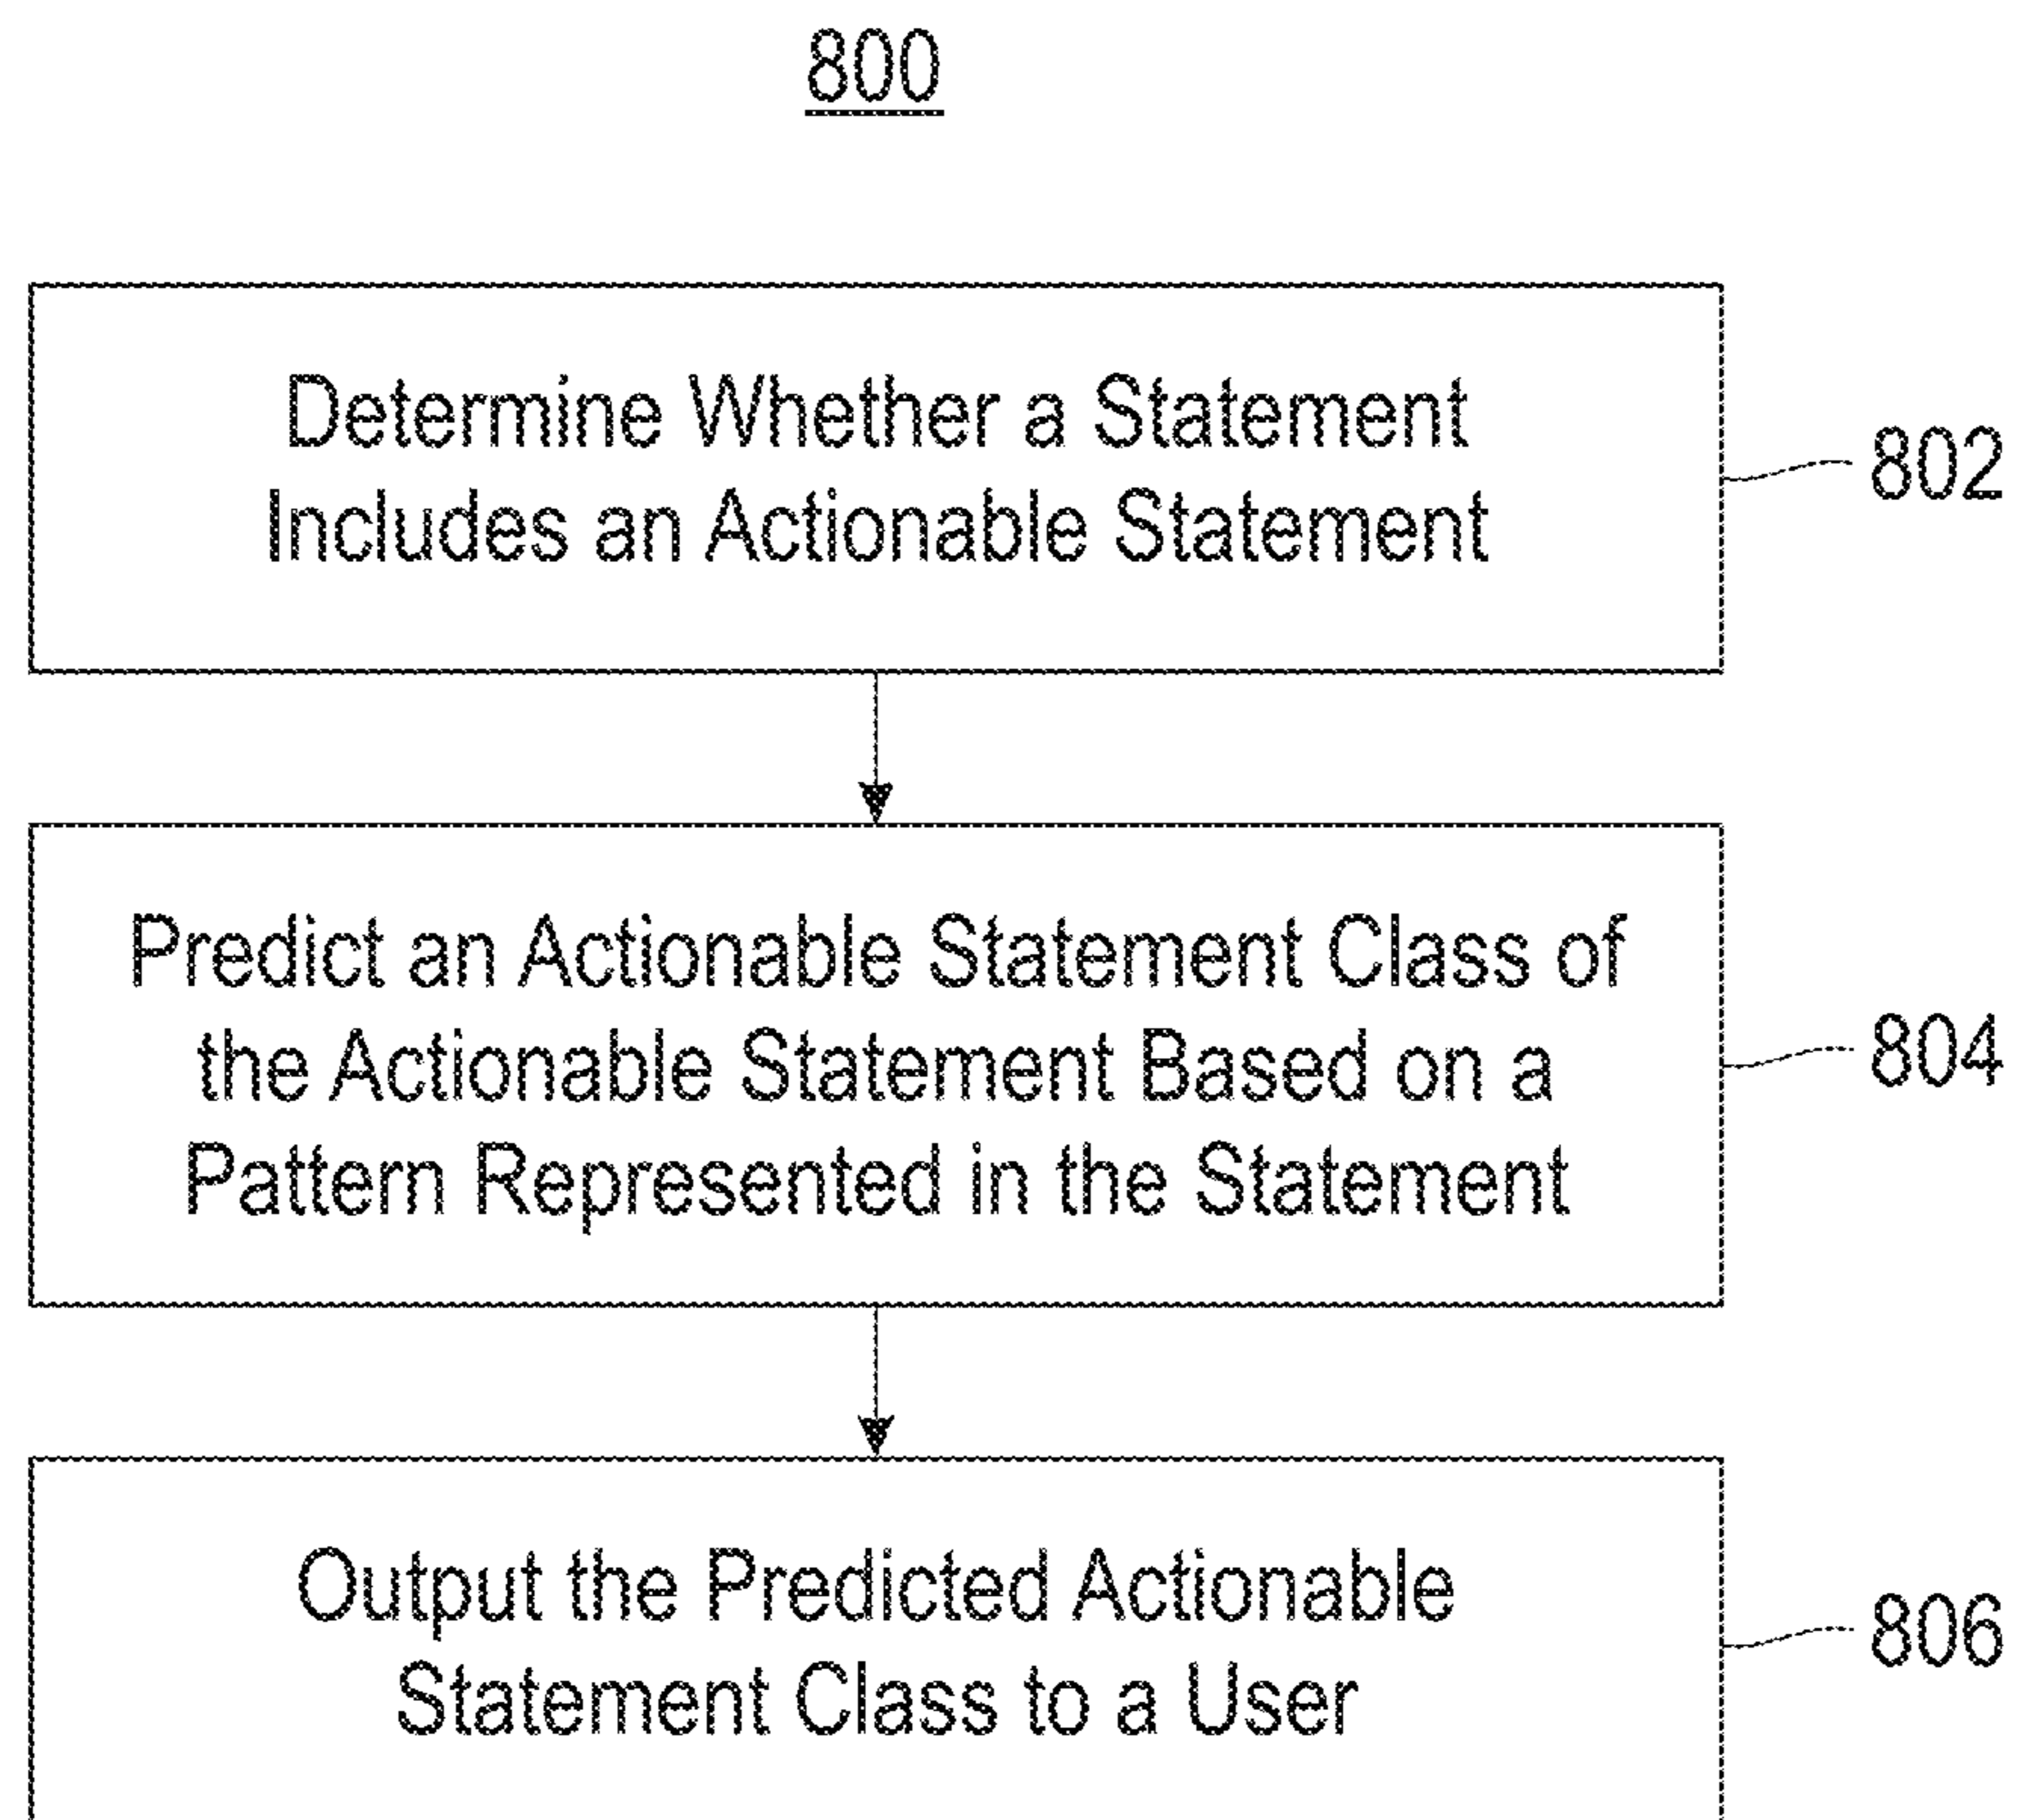 800
Determine Whether a Statement
Includes an Actionable Statement
802
Predict an Actionable Statement Class of
the Actionable Statement Based on a
Pattern Represented in the Statement
804
Output the Predicted Actionable
Statement Class to a User
806